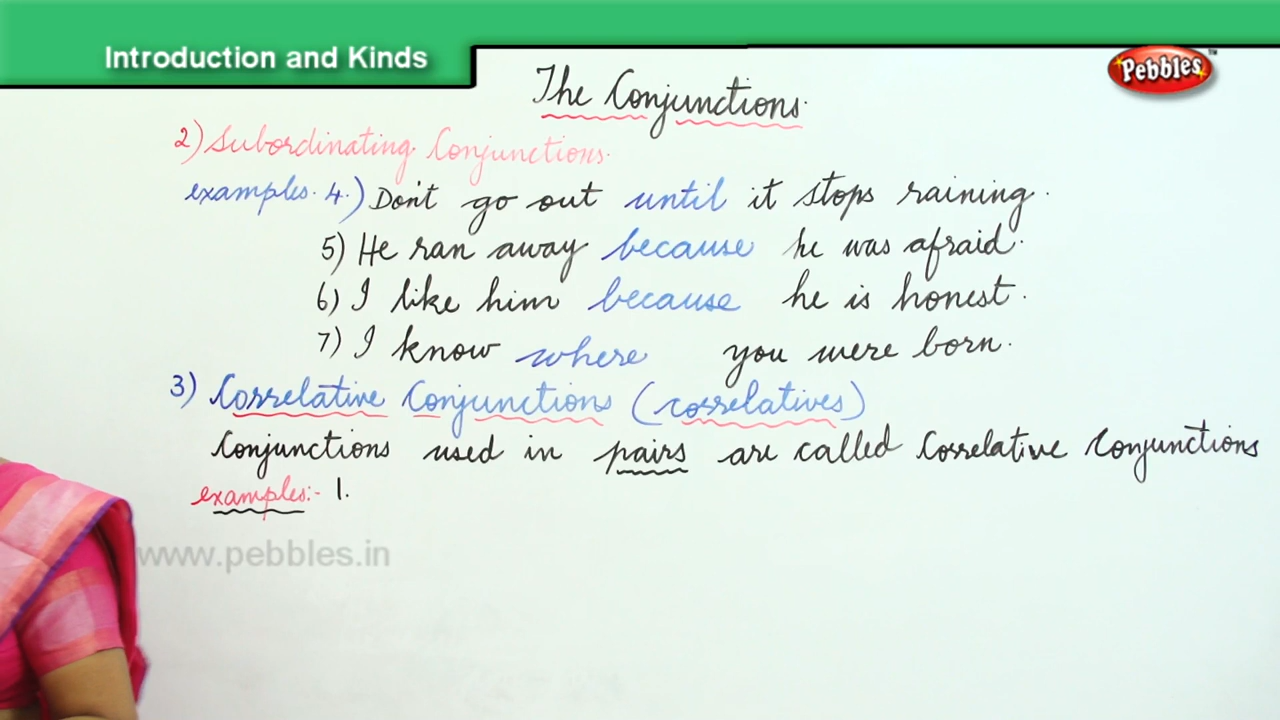 Introduction and Kinds
Pebbles™
The Conjunctions.
2) Subordinating Conjunctions.
examples. 4.) Don't go out until it stops raining.
5) He ran away because he was afraid.
6) I like him because he is honest.
7) I know where you were born.
3) Correlative Conjunctions (correlatives)
Conjunctions used in pairs are called Correlative Conjunctions
examples:- 1.
www.pebbles.in